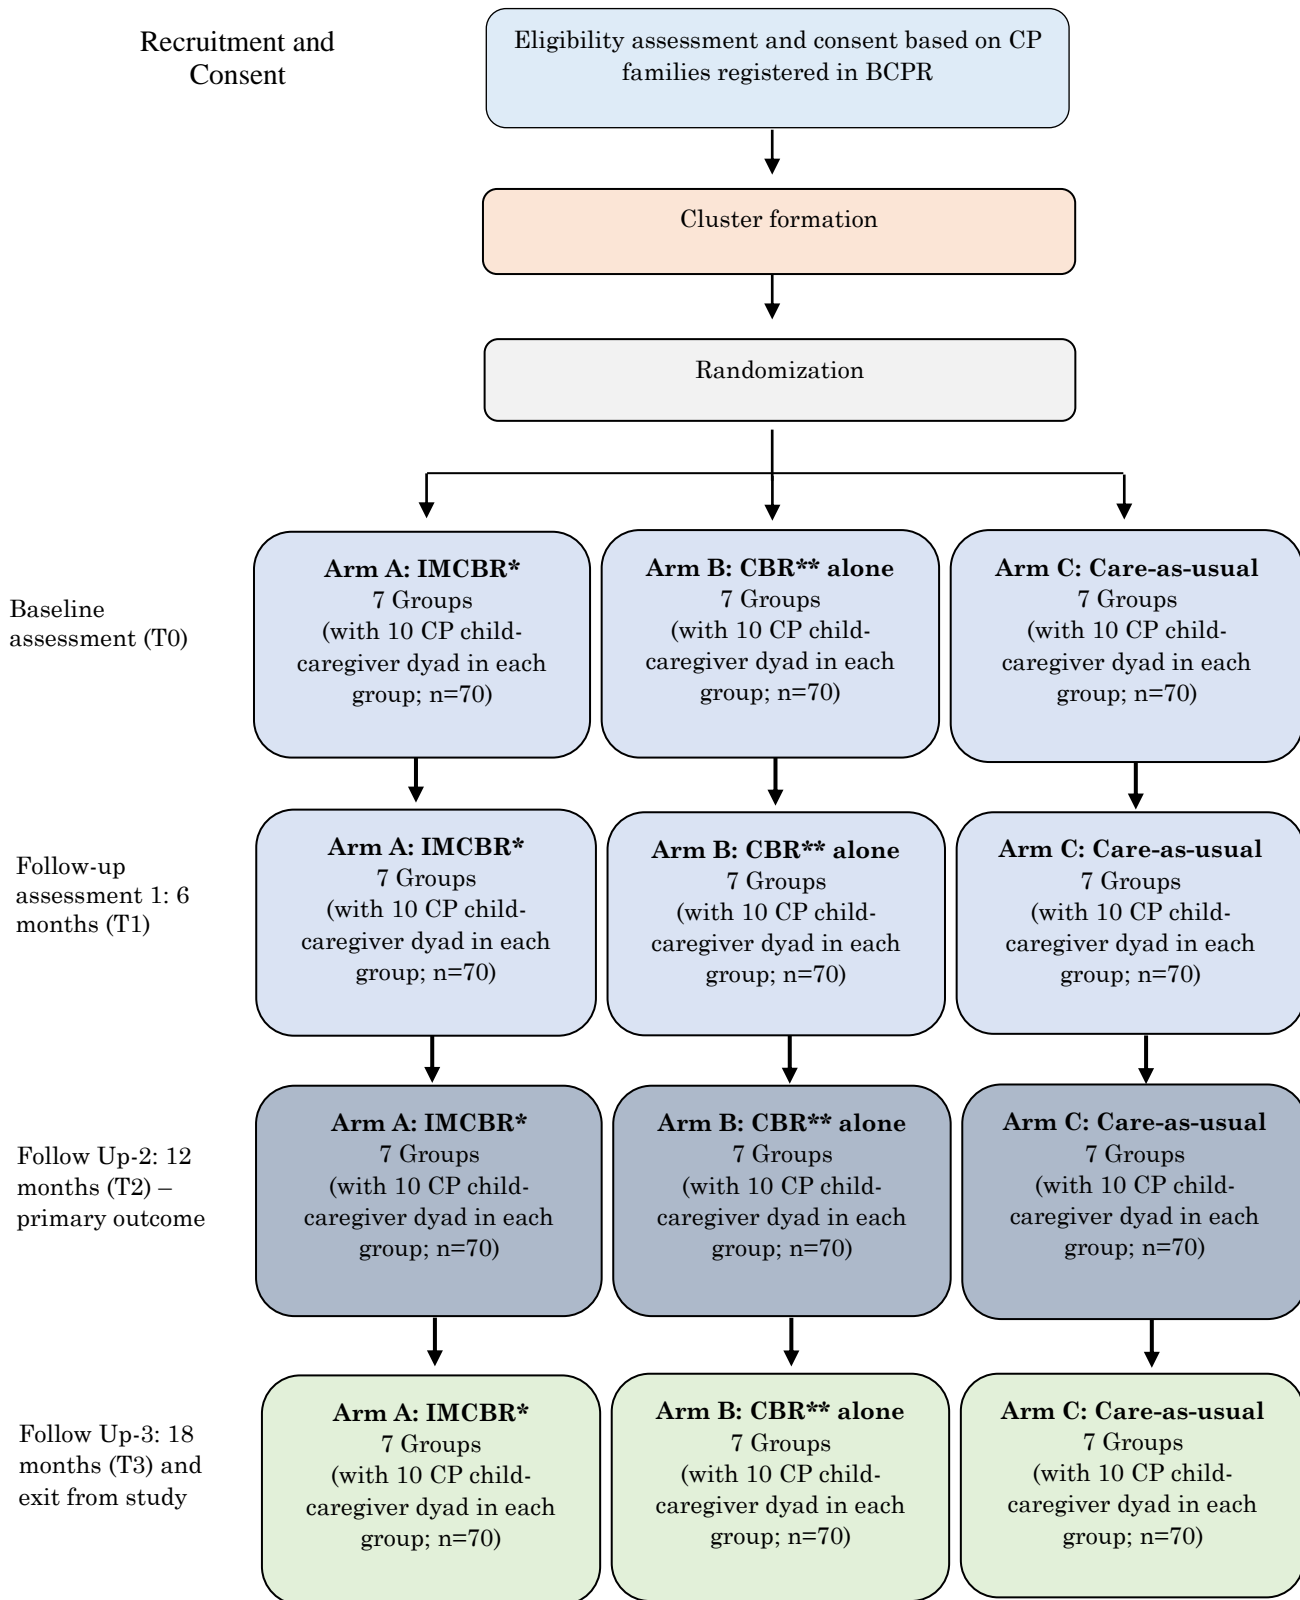 Recruitment and
Consent
Eligibility assessment and consent based on CP
families registered in BCPR
Cluster formation
Randomization
Baseline
assessment (T0)
Arm A: IMCBR*
7 Groups
(with 10 CP child-
caregiver dyad in each
group; n=70)
Arm B: CBR** alone
7 Groups
(with 10 CP child-
caregiver dyad in each
group; n=70)
Arm C: Care-as-usual
7 Groups
(with 10 CP child-
caregiver dyad in each
group; n=70)
Follow-up
assessment 1: 6
months (T1)
Arm A: IMCBR*
7 Groups
(with 10 CP child-
caregiver dyad in each
group; n=70)
Arm B: CBR** alone
7 Groups
(with 10 CP child-
caregiver dyad in each
group; n=70)
Arm C: Care-as-usual
7 Groups
(with 10 CP child-
caregiver dyad in each
group; n=70)
Follow Up-2: 12
months (T2) –
primary outcome
Arm A: IMCBR*
7 Groups
(with 10 CP child-
caregiver dyad in each
group; n=70)
Arm B: CBR** alone
7 Groups
(with 10 CP child-
caregiver dyad in each
group; n=70)
Arm C: Care-as-usual
7 Groups
(with 10 CP child-
caregiver dyad in each
group; n=70)
Follow Up-3: 18
months (T3) and
exit from study
Arm A: IMCBR*
7 Groups
(with 10 CP child-
caregiver dyad in each
group; n=70)
Arm B: CBR** alone
7 Groups
(with 10 CP child-
caregiver dyad in each
group; n=70)
Arm C: Care-as-usual
7 Groups
(with 10 CP child-
caregiver dyad in each
group; n=70)